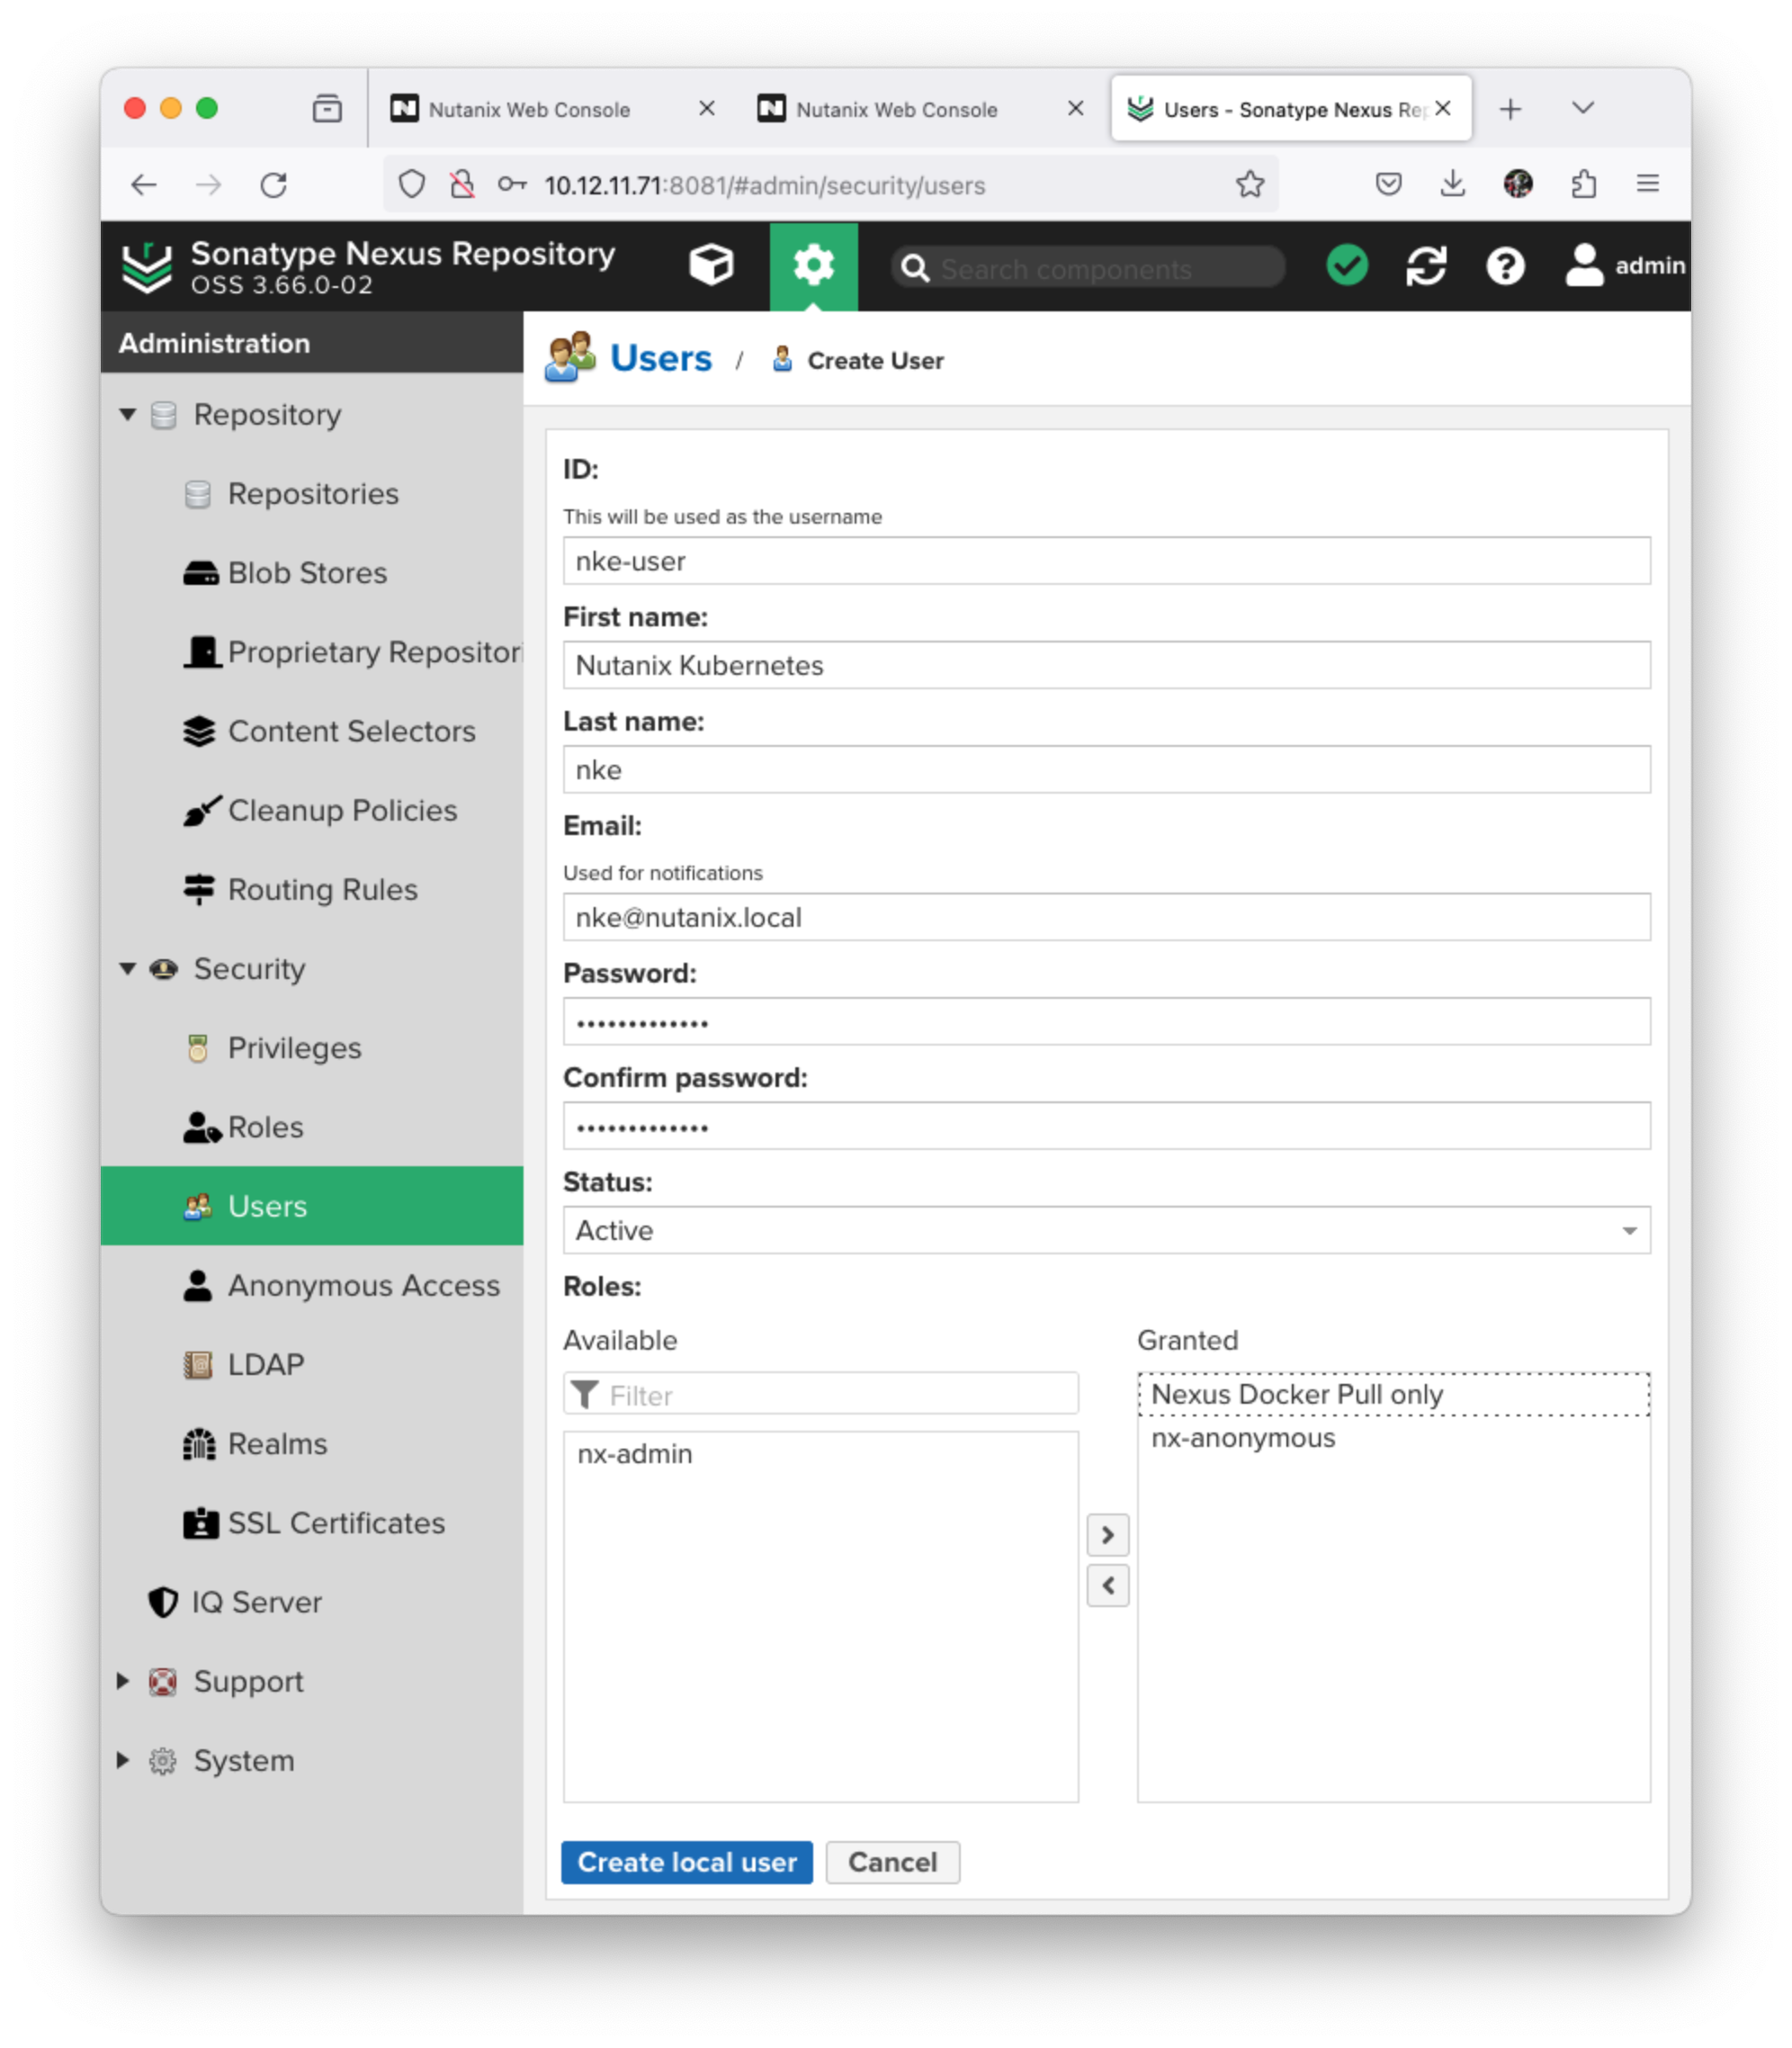 Nutanix Web Console
Nutanix Web Console
Users - Sonatype Nexus Rep
10.12.11.71:8081/#admin/security/users
Sonatype Nexus Repository
OSS 3.66.0-02
Search components
admin
Administration
Repository
Repositories
Blob Stores
Proprietary Repositori
Content Selectors
Cleanup Policies
Routing Rules
Security
Privileges
Roles
Users
Anonymous Access
LDAP
Realms
SSL Certificates
IQ Server
Support
System
Users / Create User
ID:
This will be used as the username
nke-user
First name:
Nutanix Kubernetes
Last name:
nke
Email:
Used for notifications
nke@nutanix.local
Password:
•••••••••••••
Confirm password:
•••••••••••••
Status:
Active
Roles:
Available
Filter
nx-admin
Granted
Nexus Docker Pull only
nx-anonymous
Create local user
Cancel